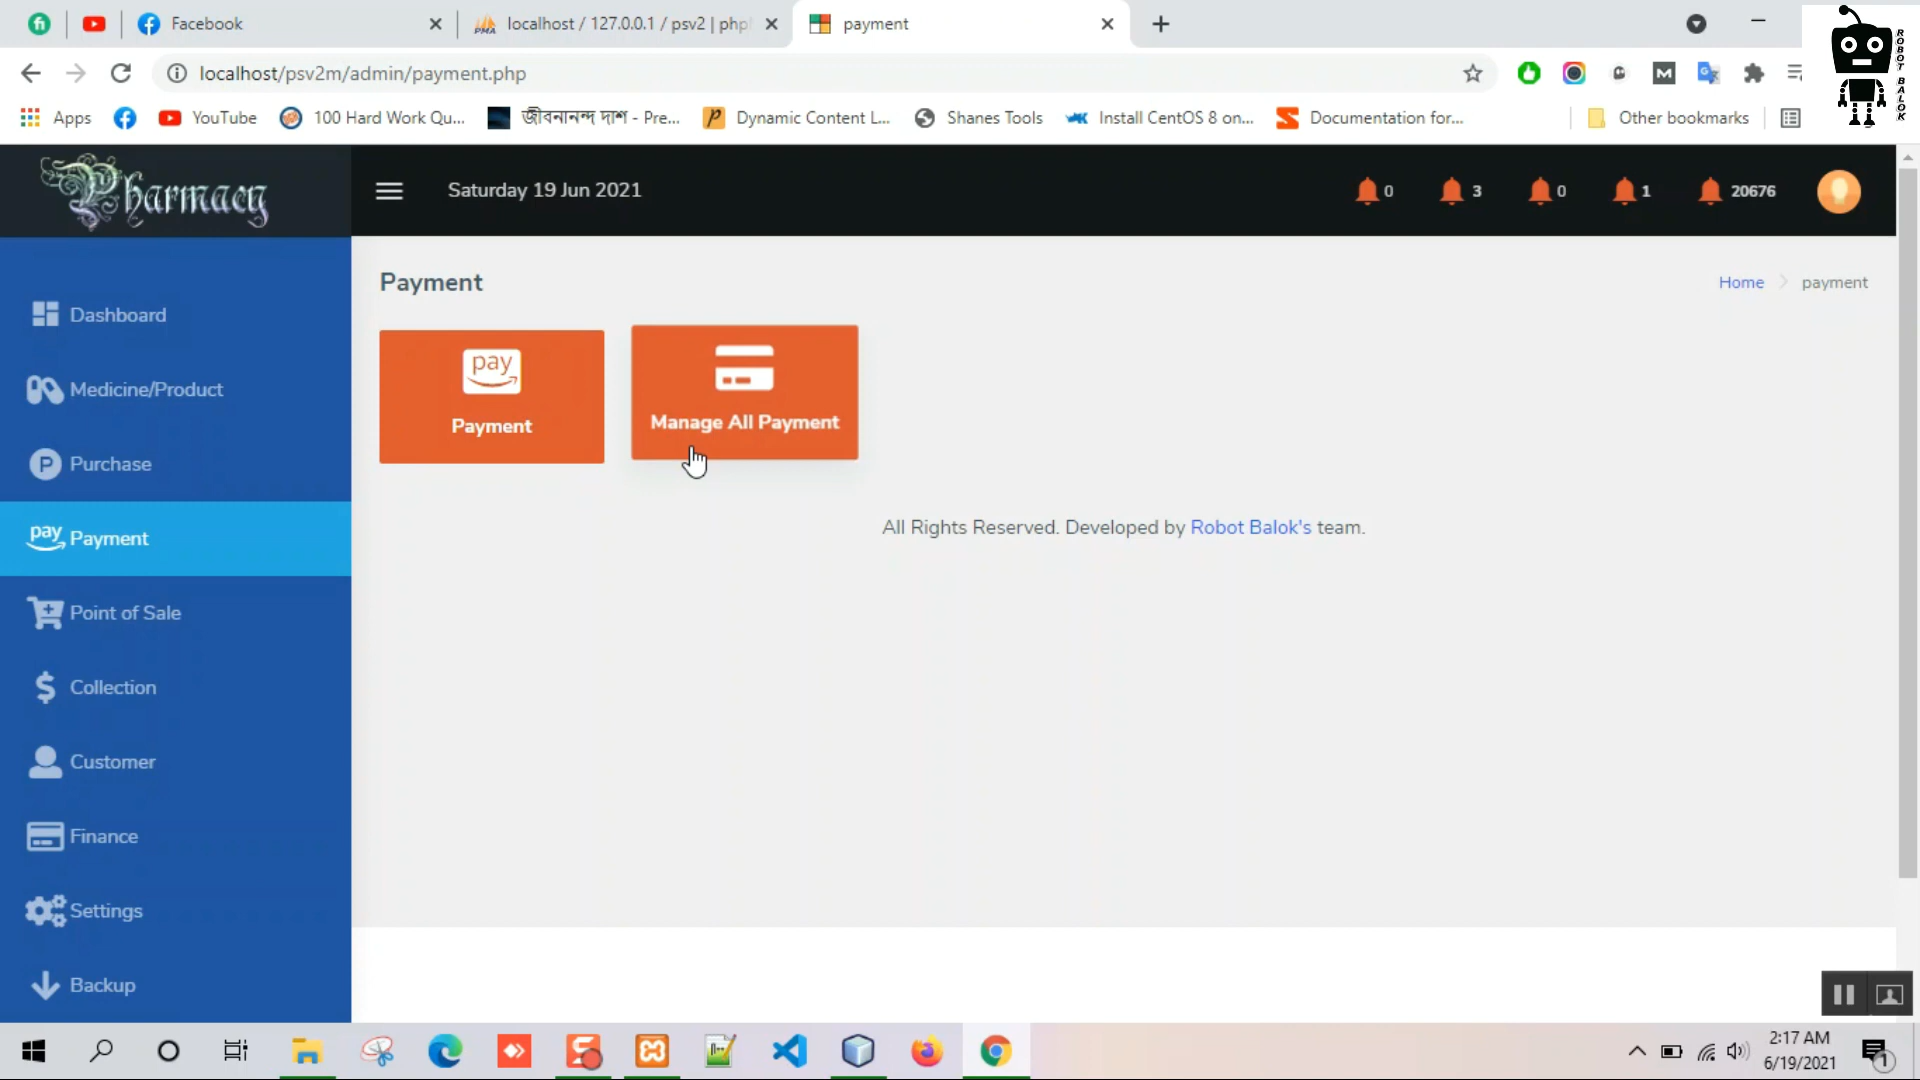 Facebook
localhost / 127.0.0.1 / psv2 | php
payment
localhost/psv2m/admin/payment.php
ROBOT BALOK
Apps
YouTube
100 Hard Work Qu...
জীবনানন্দ দাশ - Pre...
Dynamic Content L...
Shanes Tools
Install CentOS 8 on...
Documentation for...
Other bookmarks
Pharmacy
Saturday 19 Jun 2021
0
3
0
1
20676
Payment
Home
payment
Dashboard
Medicine/Product
Purchase
pay Payment
Point of Sale
Collection
Customer
Finance
Settings
Backup
pay
Payment
Manage All Payment
All Rights Reserved. Developed by Robot Balok's team.
2:17 AM
6/19/2021
1